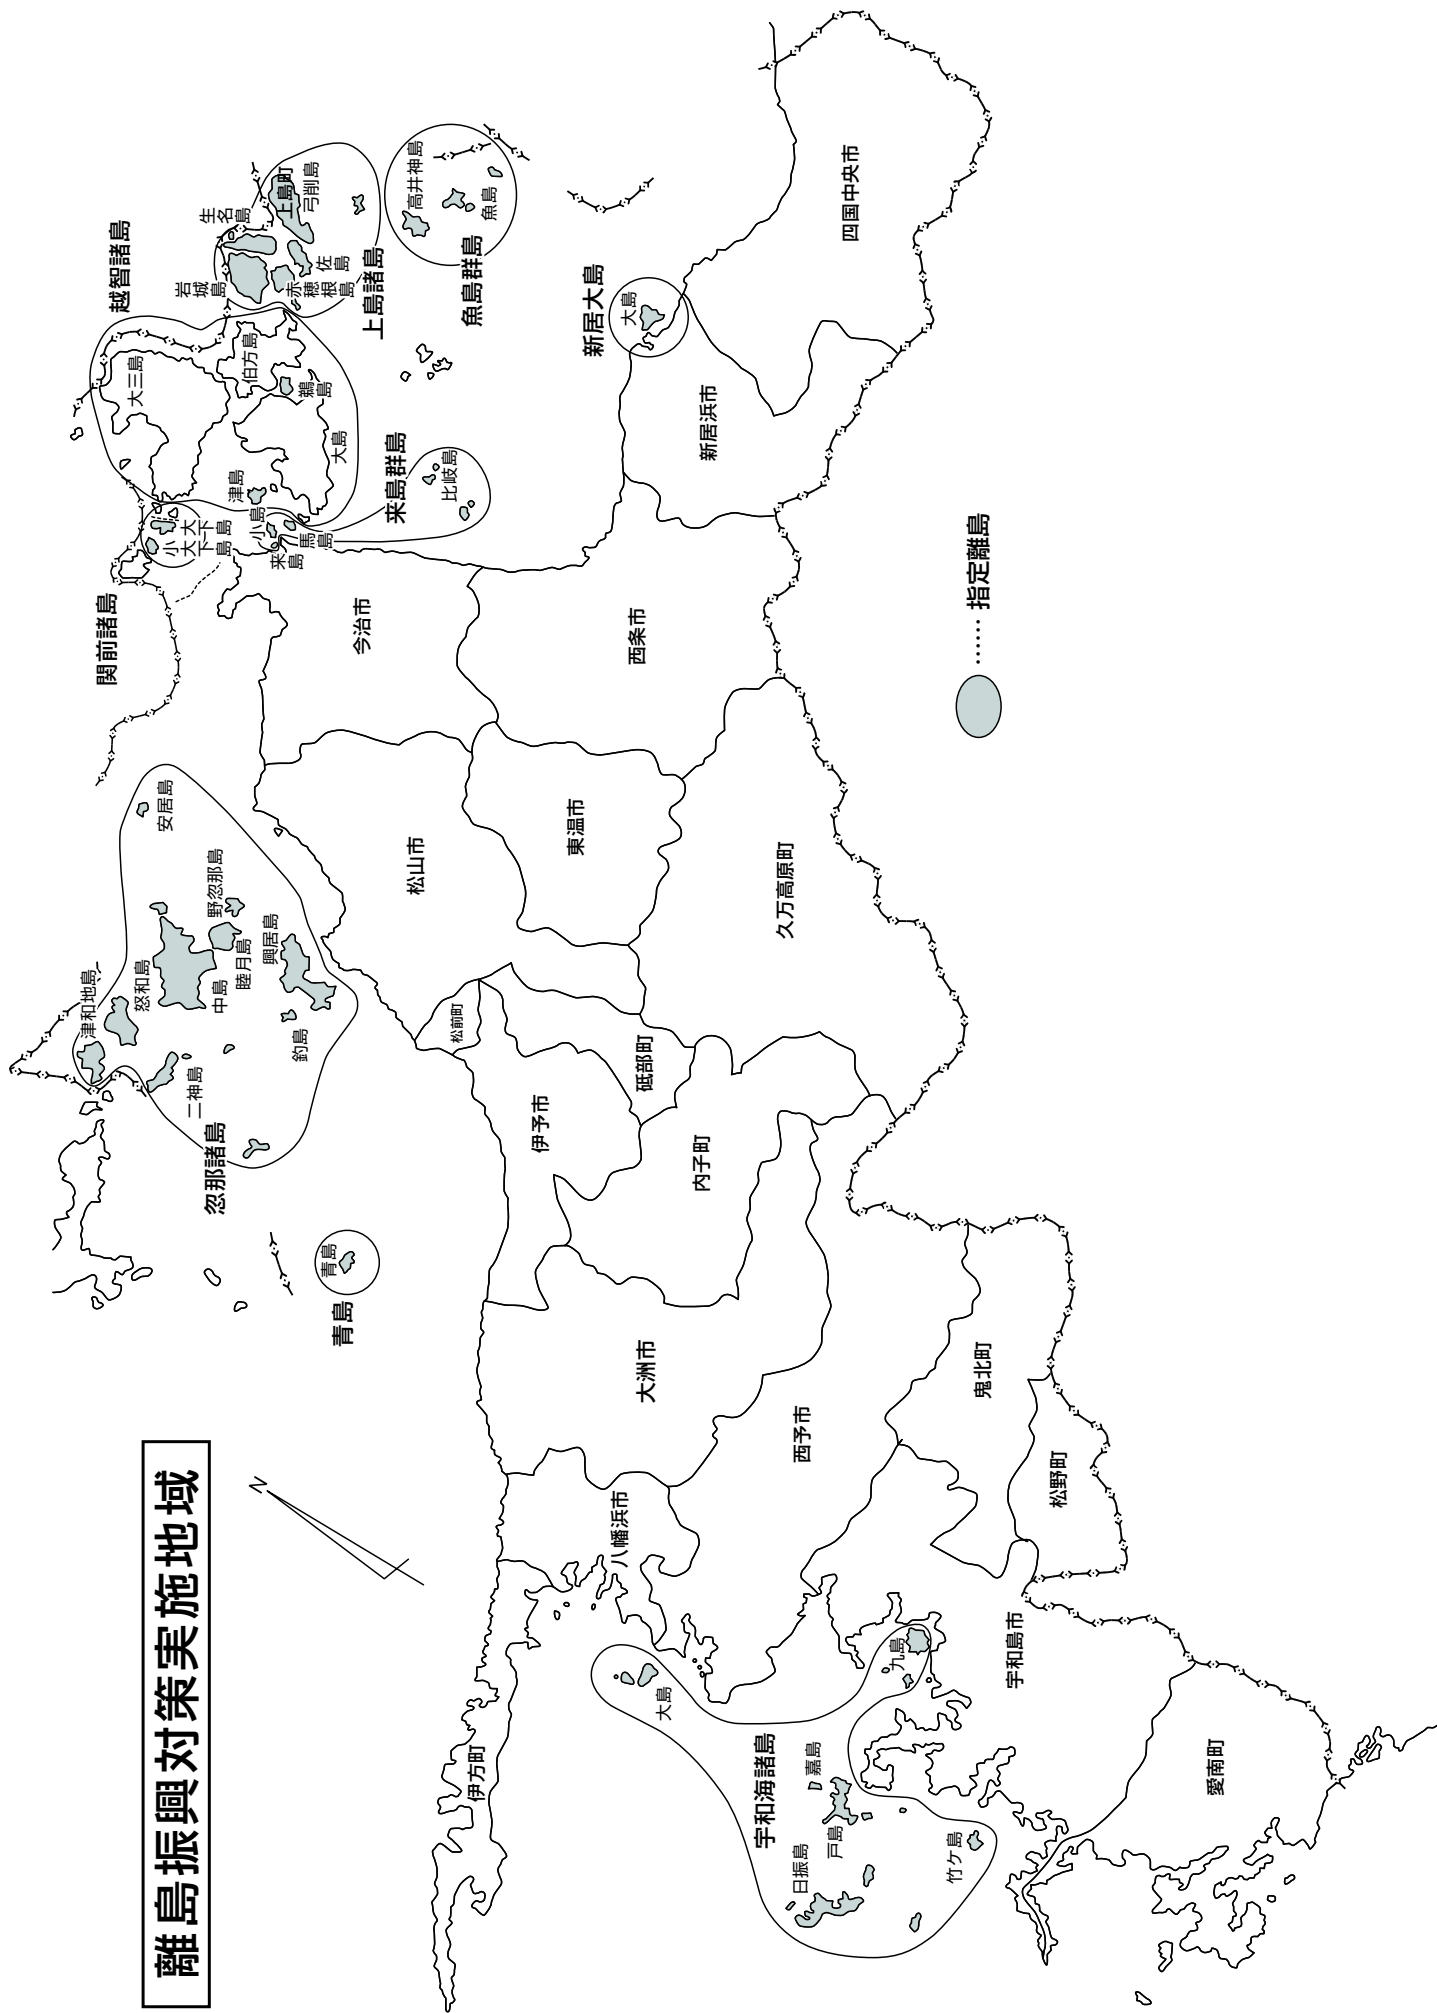 離島振興対策実施地域
N
忽那諸島
津和地島
怒和島
二神島
中島
睦月島
野忽那島
興居島
釣島
安居島
関前諸島
小大下島
大下島
越智諸島
大三島
伯方島
鵜島
大島
津島
上島諸島
岩城島
生名島
上島町
弓削島
佐島
赤穂根島
魚島群島
高井神島
魚島
来島群島
小島
来島
馬島
比岐島
新居大島
大島
青島
青島
宇和海諸島
大島
九島
嘉島
戸島
日振島
竹ケ島
四国中央市
新居浜市
西条市
今治市
松山市
東温市
久万高原町
松前町
砥部町
伊予市
内子町
大洲市
西予市
八幡浜市
伊方町
鬼北町
松野町
宇和島市
愛南町
……指定離島